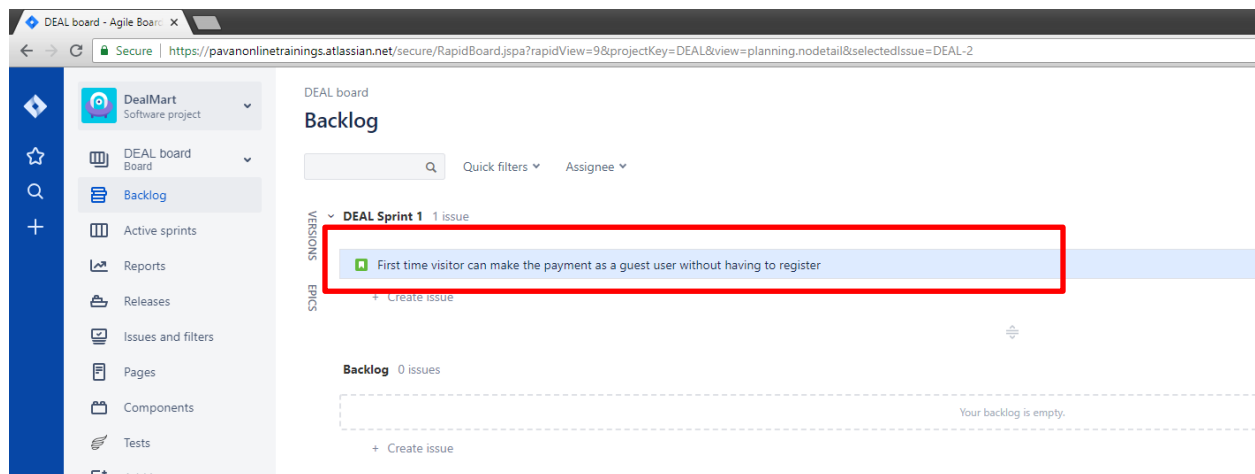 DEAL board - Agile Board
Secure | https://pavanonlinetrainings.atlassian.net/secure/RapidBoard.jspa?rapidView=9&projectKey=DEAL&view=planning.nodetail&selectedIssue=DEAL-2
DealMart
Software project
DEAL board
Board
Backlog
Active sprints
Reports
Releases
Issues and filters
Pages
Components
Tests
DEAL board
Backlog
Quick filters
Assignee
VERSIONS
EPICS
DEAL Sprint 1 1 issue
First time visitor can make the payment as a guest user without having to register
+ Create issue
Backlog 0 issues
Your backlog is empty.
+ Create issue